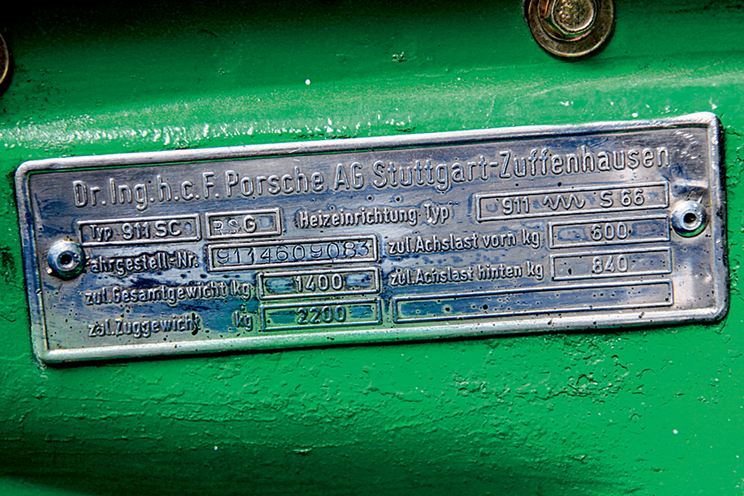 Dr. Ing. h.c. F. Porsche AG Stuttgart-Zuffenhausen
Typ 911 SC RSG Heizeinrichtung-Typ 911 S 66
Fahrgestell-Nr. 9114609083 zul.Achslast vorn kg 600
zul.Gesamtgewicht kg 1400 zul.Achslast hinten kg 840
zul.Zuggewicht kg 2200